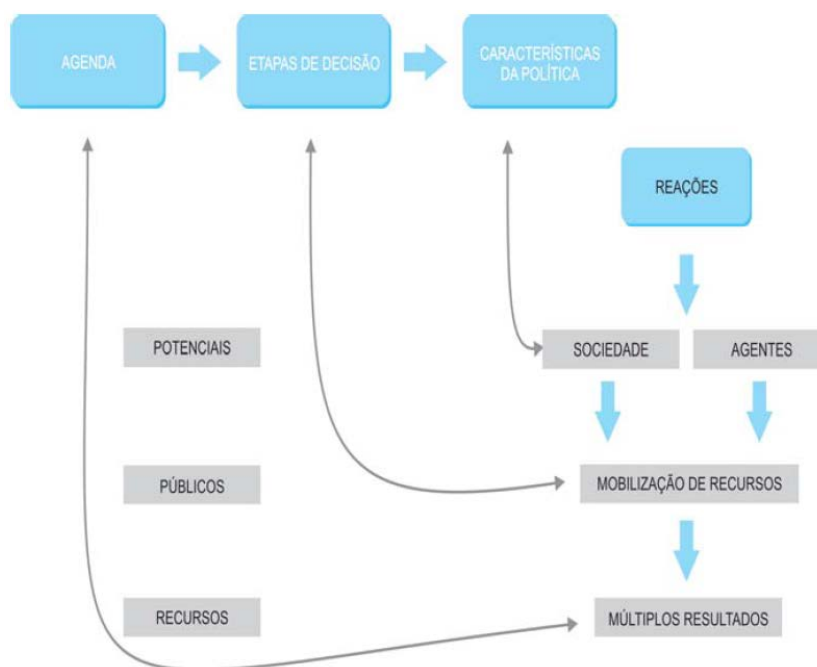 AGENDA
ETAPAS DE DECISÃO
CARACTERÍSTICAS
DA POLÍTICA
REAÇÕES
POTENCIAIS
SOCIEDADE
AGENTES
PÚBLICOS
MOBILIZAÇÃO DE RECURSOS
RECURSOS
MÚLTIPLOS RESULTADOS